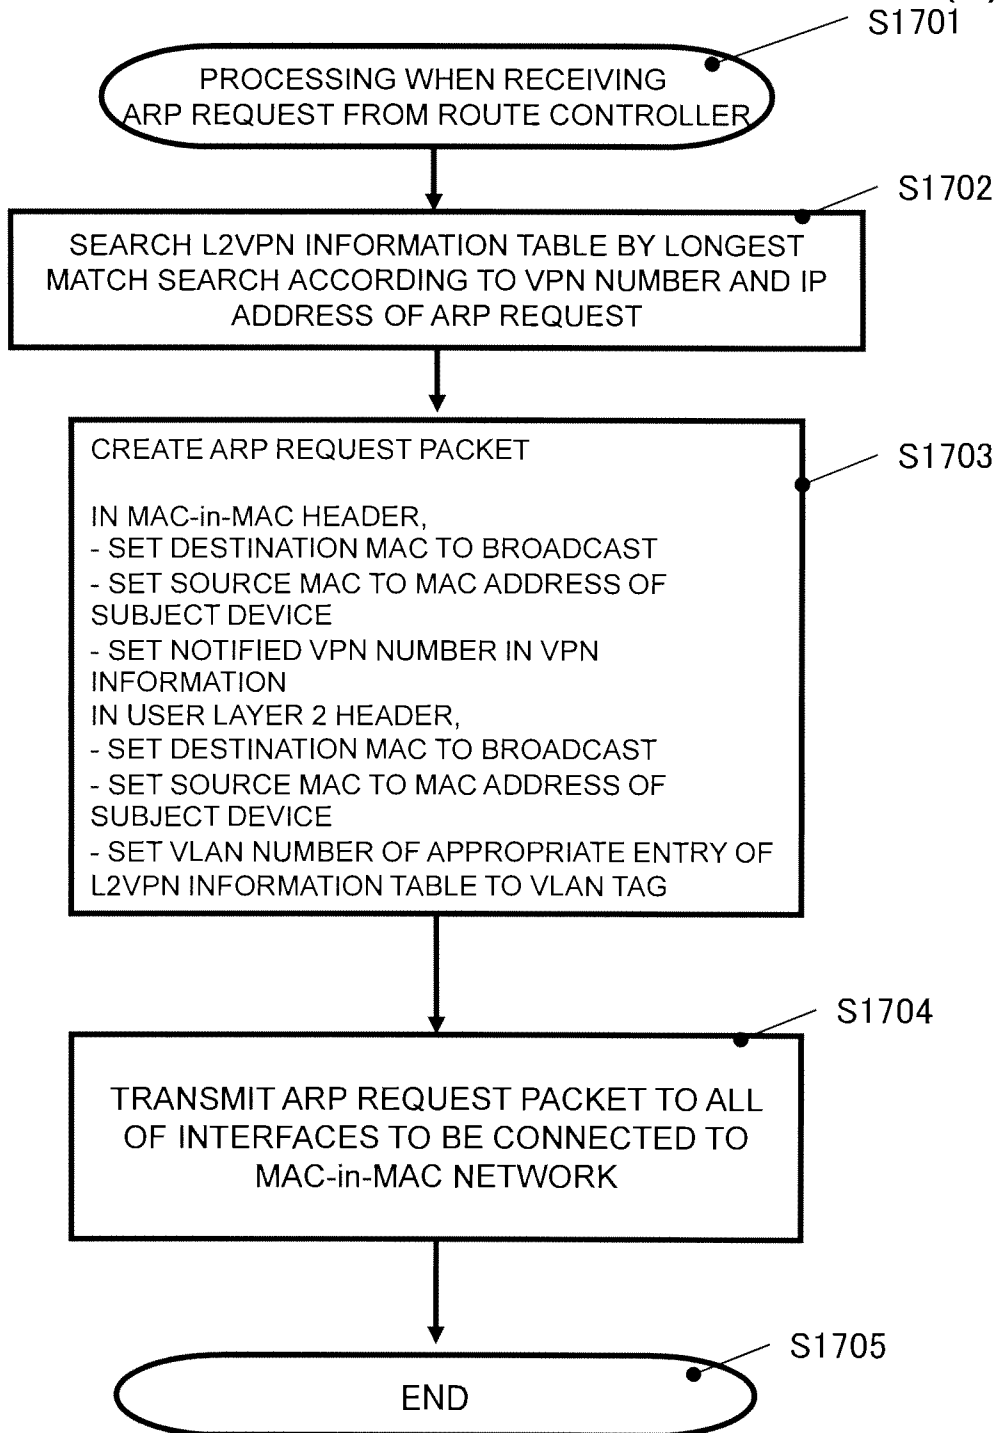 S1701
PROCESSING WHEN RECEIVING
ARP REQUEST FROM ROUTE CONTROLLER
S1702
SEARCH L2VPN INFORMATION TABLE BY LONGEST
MATCH SEARCH ACCORDING TO VPN NUMBER AND IP
ADDRESS OF ARP REQUEST
S1703
CREATE ARP REQUEST PACKET
IN MAC-in-MAC HEADER,
- SET DESTINATION MAC TO BROADCAST
- SET SOURCE MAC TO MAC ADDRESS OF
SUBJECT DEVICE
- SET NOTIFIED VPN NUMBER IN VPN
INFORMATION
IN USER LAYER 2 HEADER,
- SET DESTINATION MAC TO BROADCAST
- SET SOURCE MAC TO MAC ADDRESS OF
SUBJECT DEVICE
- SET VLAN NUMBER OF APPROPRIATE ENTRY OF
L2VPN INFORMATION TABLE TO VLAN TAG
S1704
TRANSMIT ARP REQUEST PACKET TO ALL
OF INTERFACES TO BE CONNECTED TO
MAC-in-MAC NETWORK
S1705
END